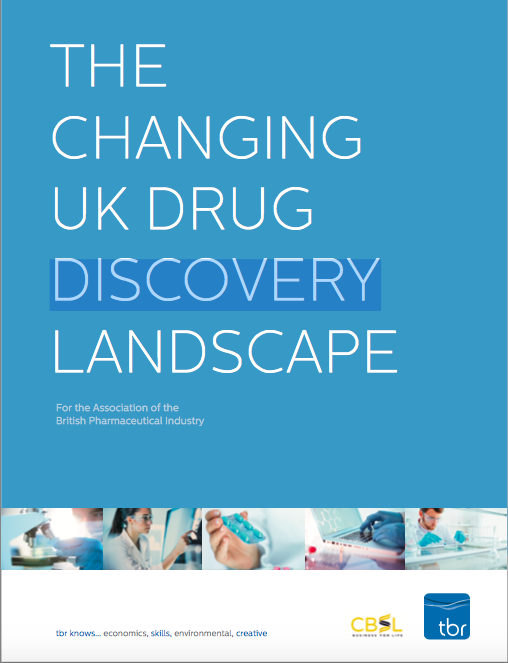 THE
CHANGING
UK DRUG
DISCOVERY
LANDSCAPE
For the Association of the
British Pharmaceutical Industry
tbr knows... economics, skills, environmental, creative
CBSL
BUSINESS FOR LIFE
tbr